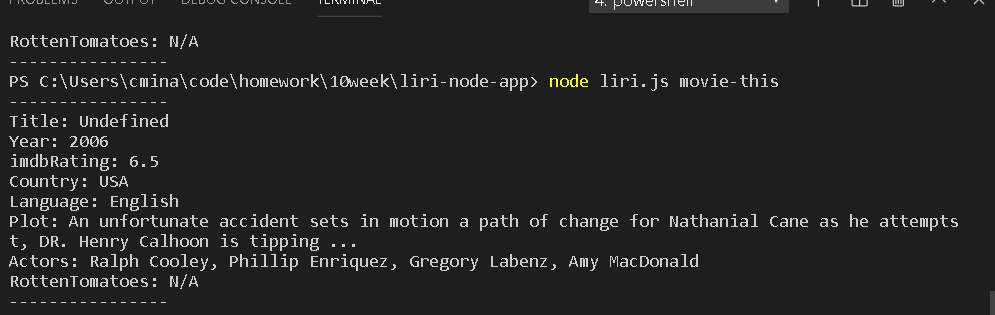 PROBLEMS OUTPUT DEBUG CONSOLE TERMINAL 4: powershell
RottenTomatoes: N/A
----------------
PS C:\Users\cmina\code\homework\10week\liri-node-app> node liri.js movie-this
----------------
Title: Undefined
Year: 2006
imdbRating: 6.5
Country: USA
Language: English
Plot: An unfortunate accident sets in motion a path of change for Nathanial Cane as he attempts
t, DR. Henry Calhoon is tipping ...
Actors: Ralph Cooley, Phillip Enriquez, Gregory Labenz, Amy MacDonald
RottenTomatoes: N/A
----------------